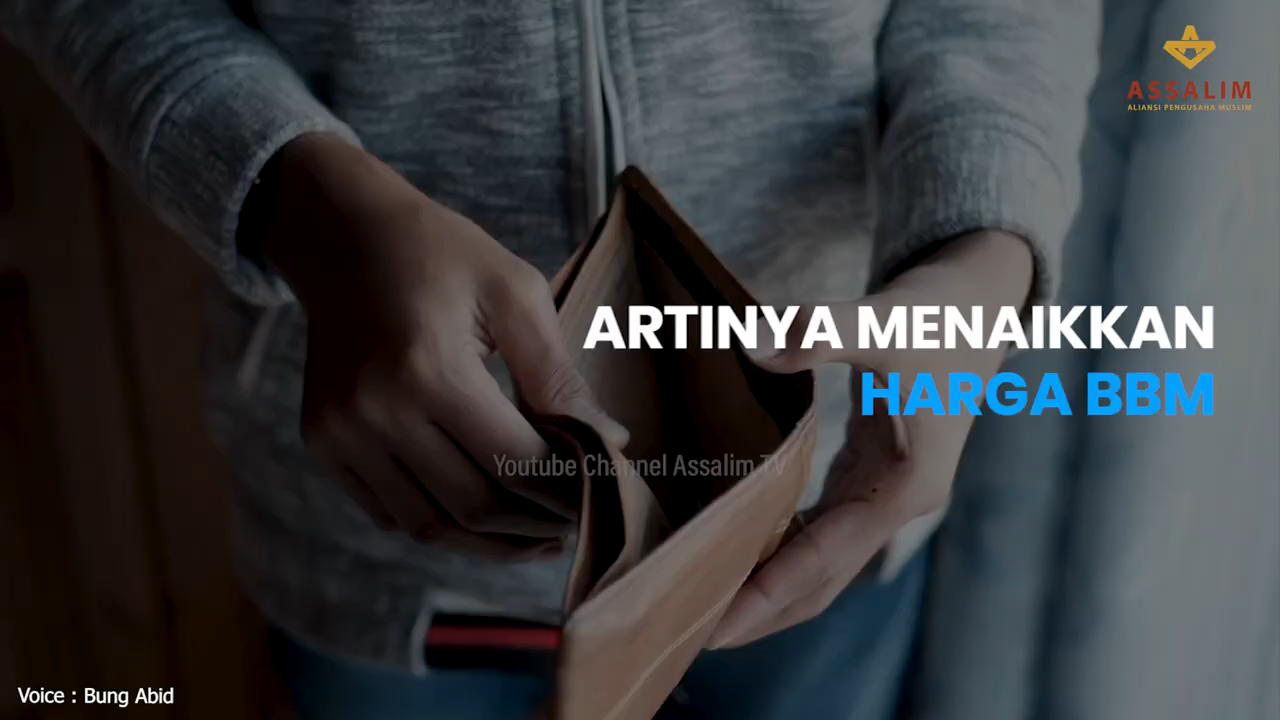 ASSALIM
ALIANSI PENGUSAHA MUSLIM
ARTINYA MENAIKKAN
HARGA BBM
Youtube Channel Assalim TV
Voice : Bung Abid